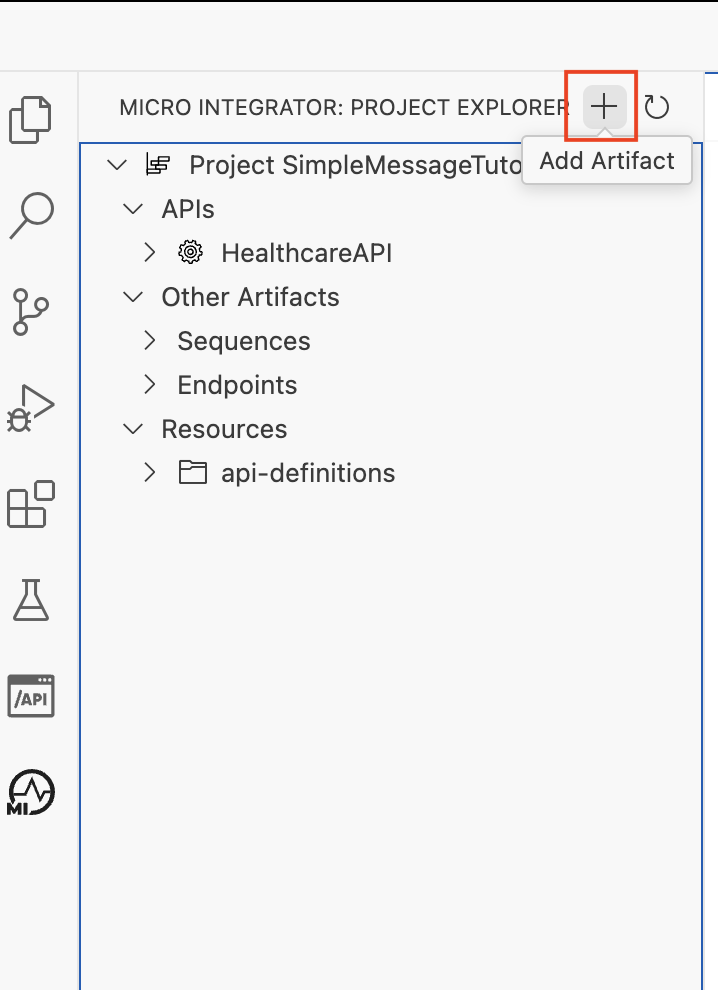 MICRO INTEGRATOR: PROJECT EXPLORER
Add Artifact
Project SimpleMessageTuto
APIs
HealthcareAPI
Other Artifacts
Sequences
Endpoints
Resources
api-definitions
/API
MI